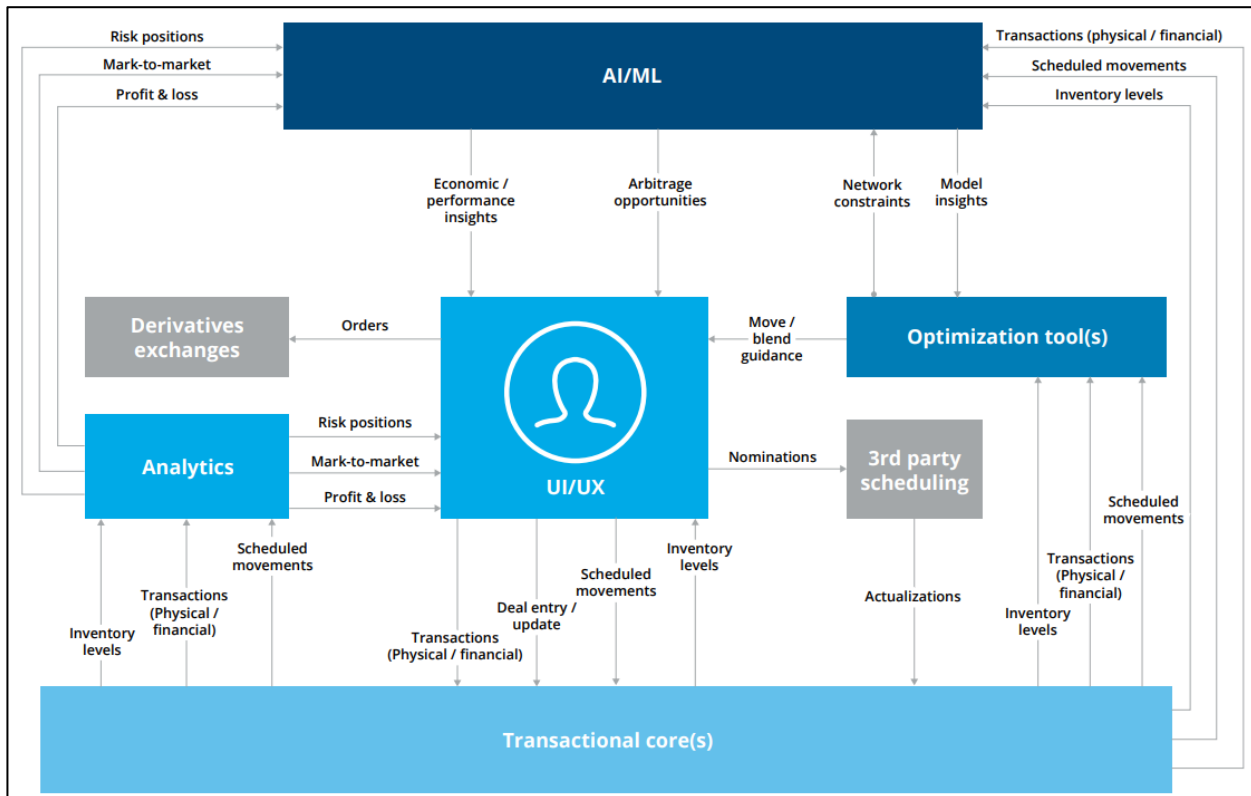 Risk positions
Mark-to-market
Profit & loss
AI/ML
Transactions (physical / financial)
Scheduled movements
Inventory levels
Economic /
performance
insights
Arbitrage
opportunities
Network
constraints
Model
insights
Derivatives
exchanges
Orders
UI/UX
Move /
blend
guidance
Optimization tool(s)
Analytics
Risk positions
Mark-to-market
Profit & loss
Nominations
3rd party
scheduling
Inventory
levels
Transactions
(Physical /
financial)
Scheduled
movements
Transactions
(Physical / financial)
Deal entry /
update
Scheduled
movements
Inventory
levels
Actualizations
Inventory
levels
Transactions
(Physical /
financial)
Scheduled
movements
Transactional core(s)